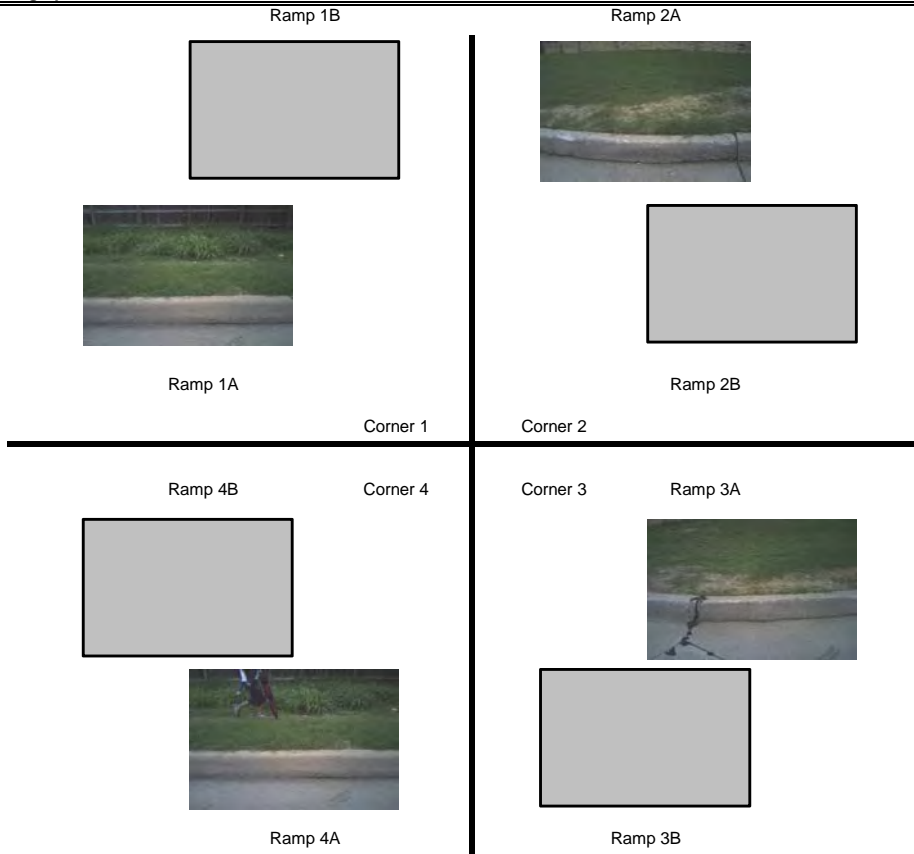 Ramp 1B Ramp 2A
Ramp 1A Ramp 2B
Corner 1 Corner 2
Ramp 4B Corner 4 Corner 3 Ramp 3A
Ramp 4A Ramp 3B